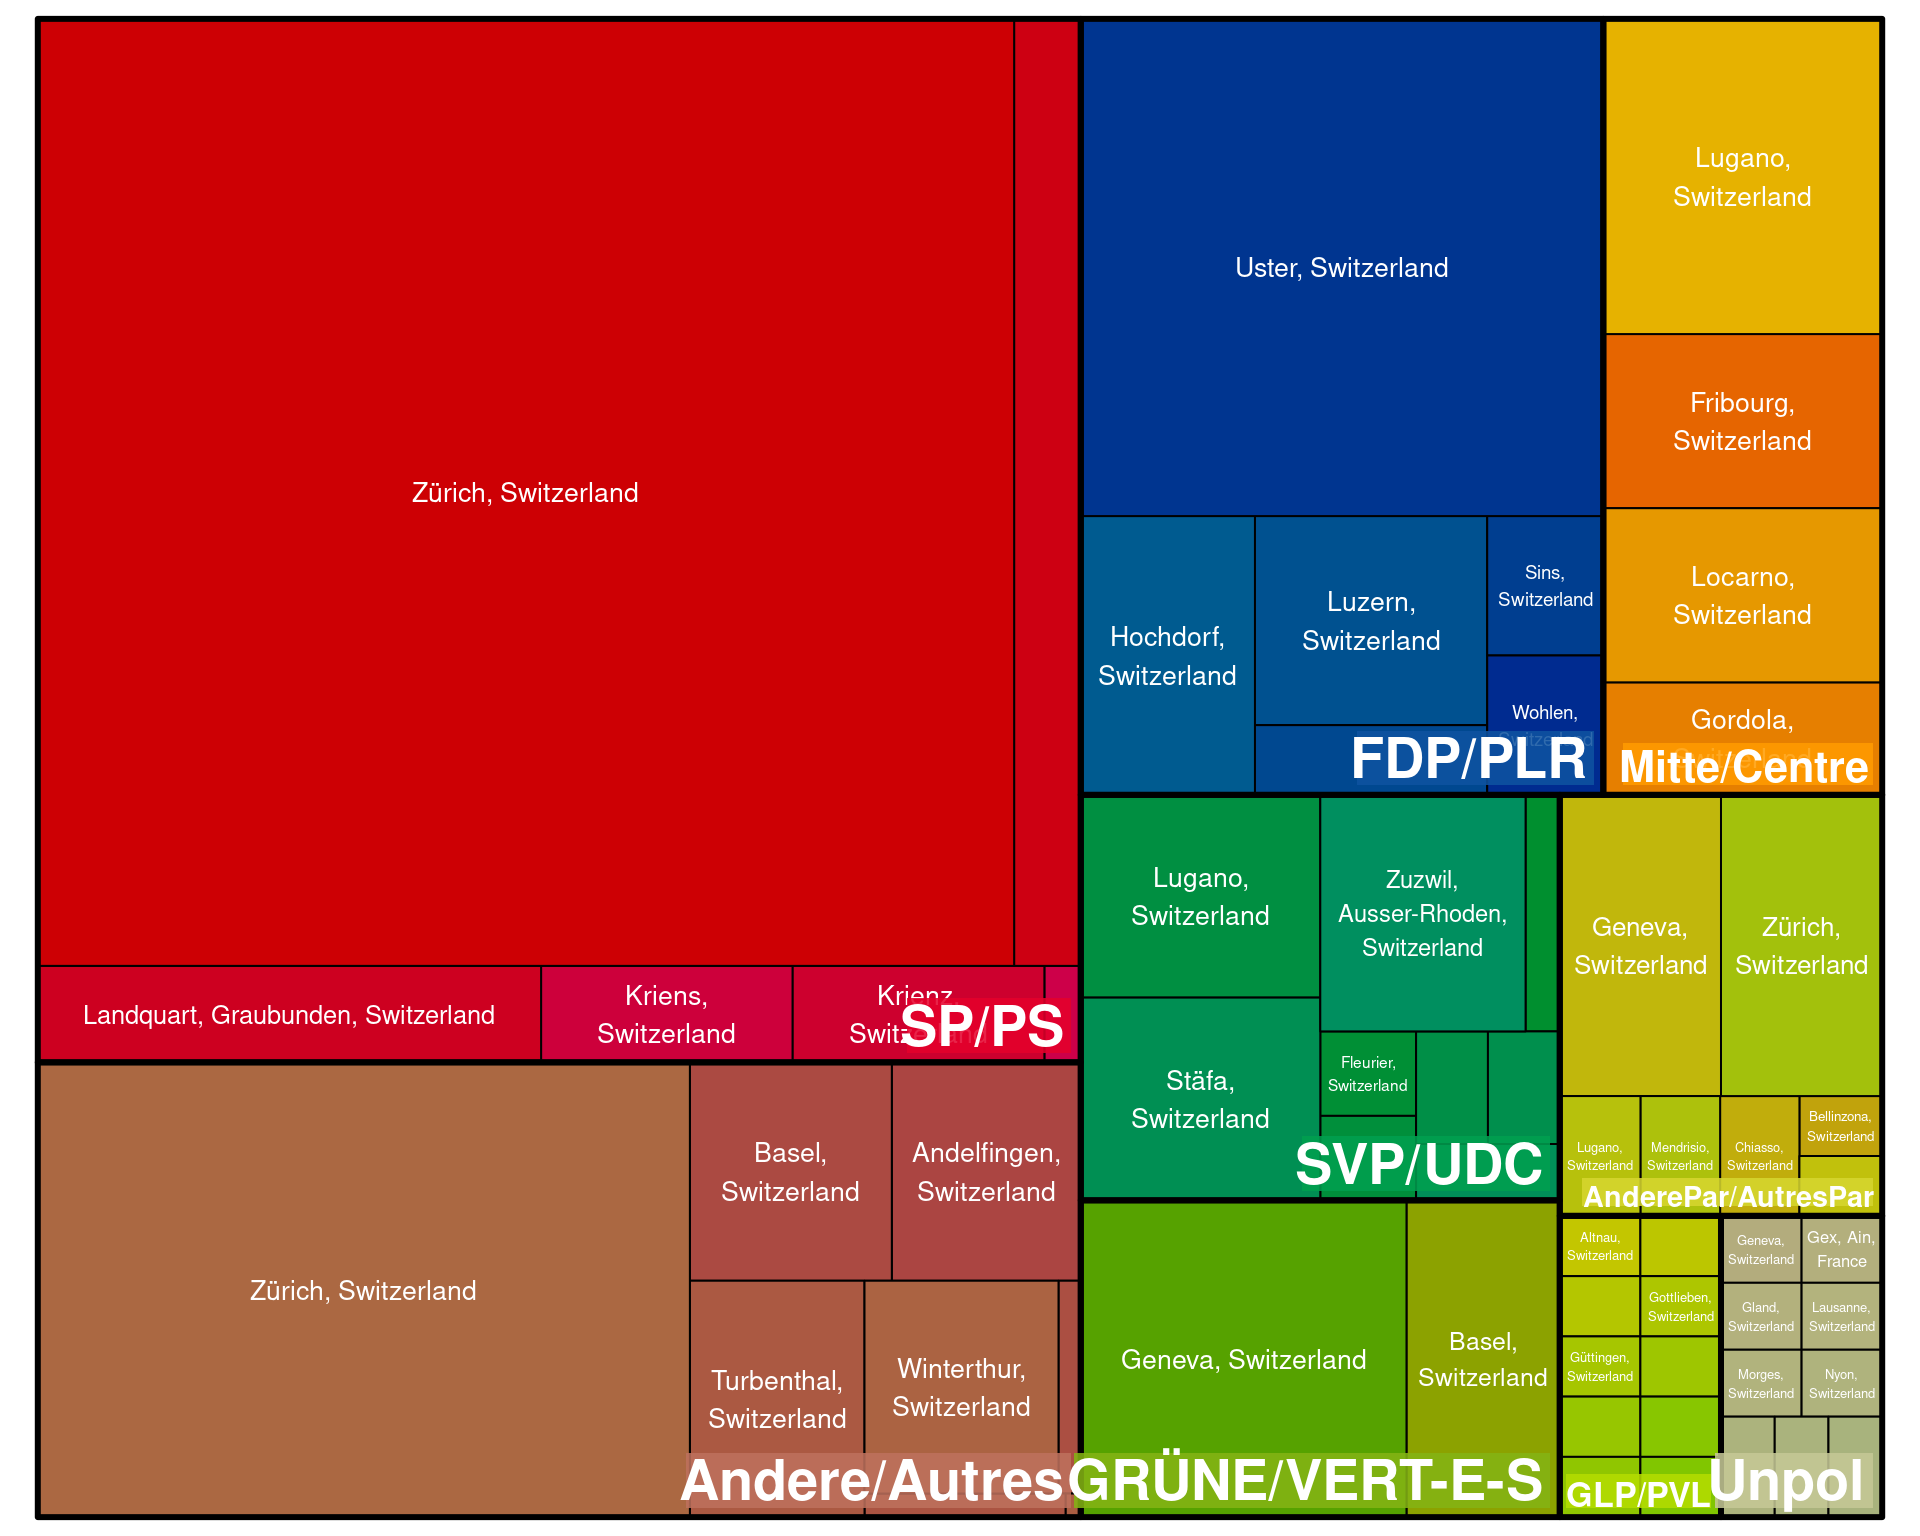 Zürich, Switzerland
Landquart, Graubunden, Switzerland
Kriens,
Switzerland
Krienz,
Switzerland
SP/PS
Zürich, Switzerland
Basel,
Switzerland
Andelfingen,
Switzerland
Turbenthal,
Switzerland
Winterthur,
Switzerland
Andere/Autres
Uster, Switzerland
Hochdorf,
Switzerland
Luzern,
Switzerland
Sins,
Switzerland
Wohlen,
Switzerland
FDP/PLR
Lugano,
Switzerland
Fribourg,
Switzerland
Locarno,
Switzerland
Gordola,
Switzerland
Mitte/Centre
Lugano,
Switzerland
Zuzwil,
Ausser-Rhoden,
Switzerland
Stäfa,
Switzerland
Fleurier,
Switzerland
SVP/UDC
Geneva, Switzerland
Basel,
Switzerland
GRÜNE/VERT-E-S
Geneva,
Switzerland
Zürich,
Switzerland
Lugano,
Switzerland
Mendrisio,
Switzerland
Chiasso,
Switzerland
Bellinzona,
Switzerland
AnderePar/AutresPar
Altnau,
Switzerland
Gottlieben,
Switzerland
Güttingen,
Switzerland
GLP/PVL
Geneva,
Switzerland
Gex, Ain,
France
Gland,
Switzerland
Lausanne,
Switzerland
Morges,
Switzerland
Nyon,
Switzerland
Unpol